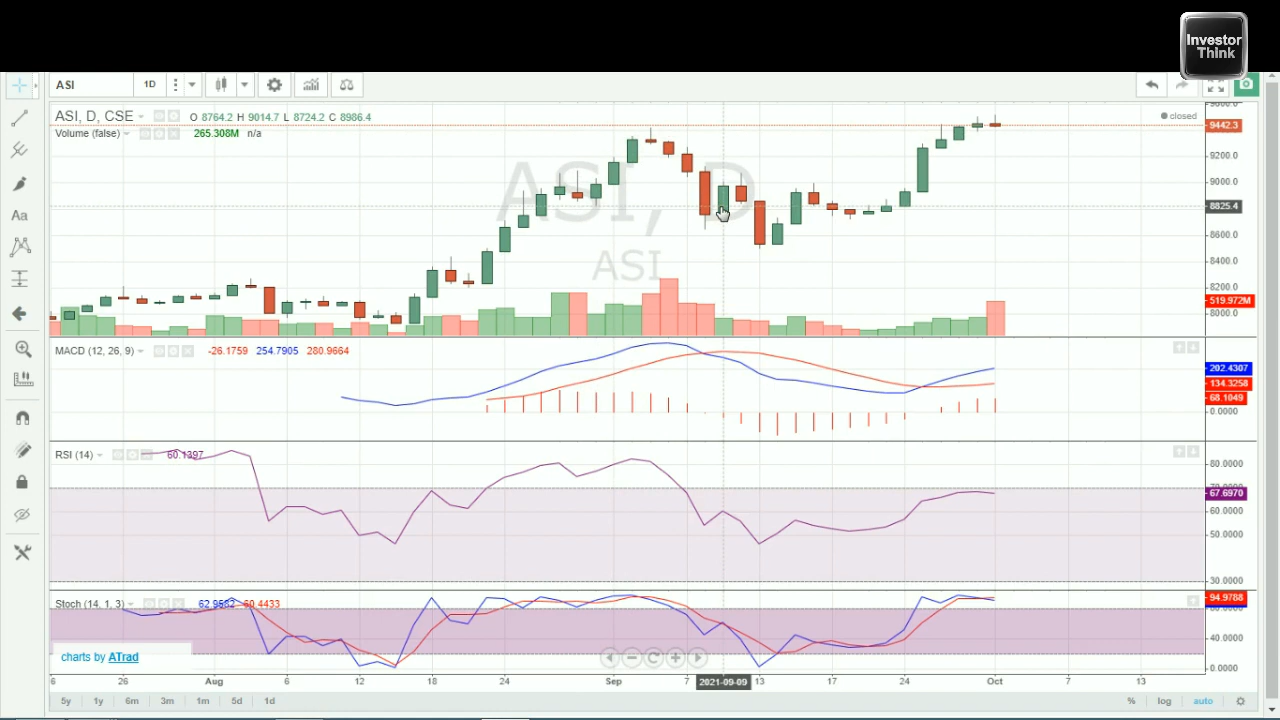 Investor
Think
ASI 1D
ASI, D, CSE O 8764.2 H 9014.7 L 8724.2 C 8986.4
Volume (false) 265.308M n/a
closed
ASI, D
ASI
9600.0
9442.3
9200.0
9000.0
8825.4
8600.0
8400.0
8200.0
519.972M
8000.0
MACD (12, 26, 9) -26.1759 254.7905 280.9664
202.4307
134.3258
68.1049
0.0000
RSI (14) 60.1397
80.0000
70.0000
67.6970
60.0000
50.0000
30.0000
Stoch (14, 1, 3) 62.9582 60.4433
94.9788
80.0000
40.0000
0.0000
charts by ATrad
6 26 Aug 6 12 18 24 Sep 7 2021-09-09 13 17 24 Oct 7 13
5y 1y 6m 3m 1m 5d 1d % log auto
Aa